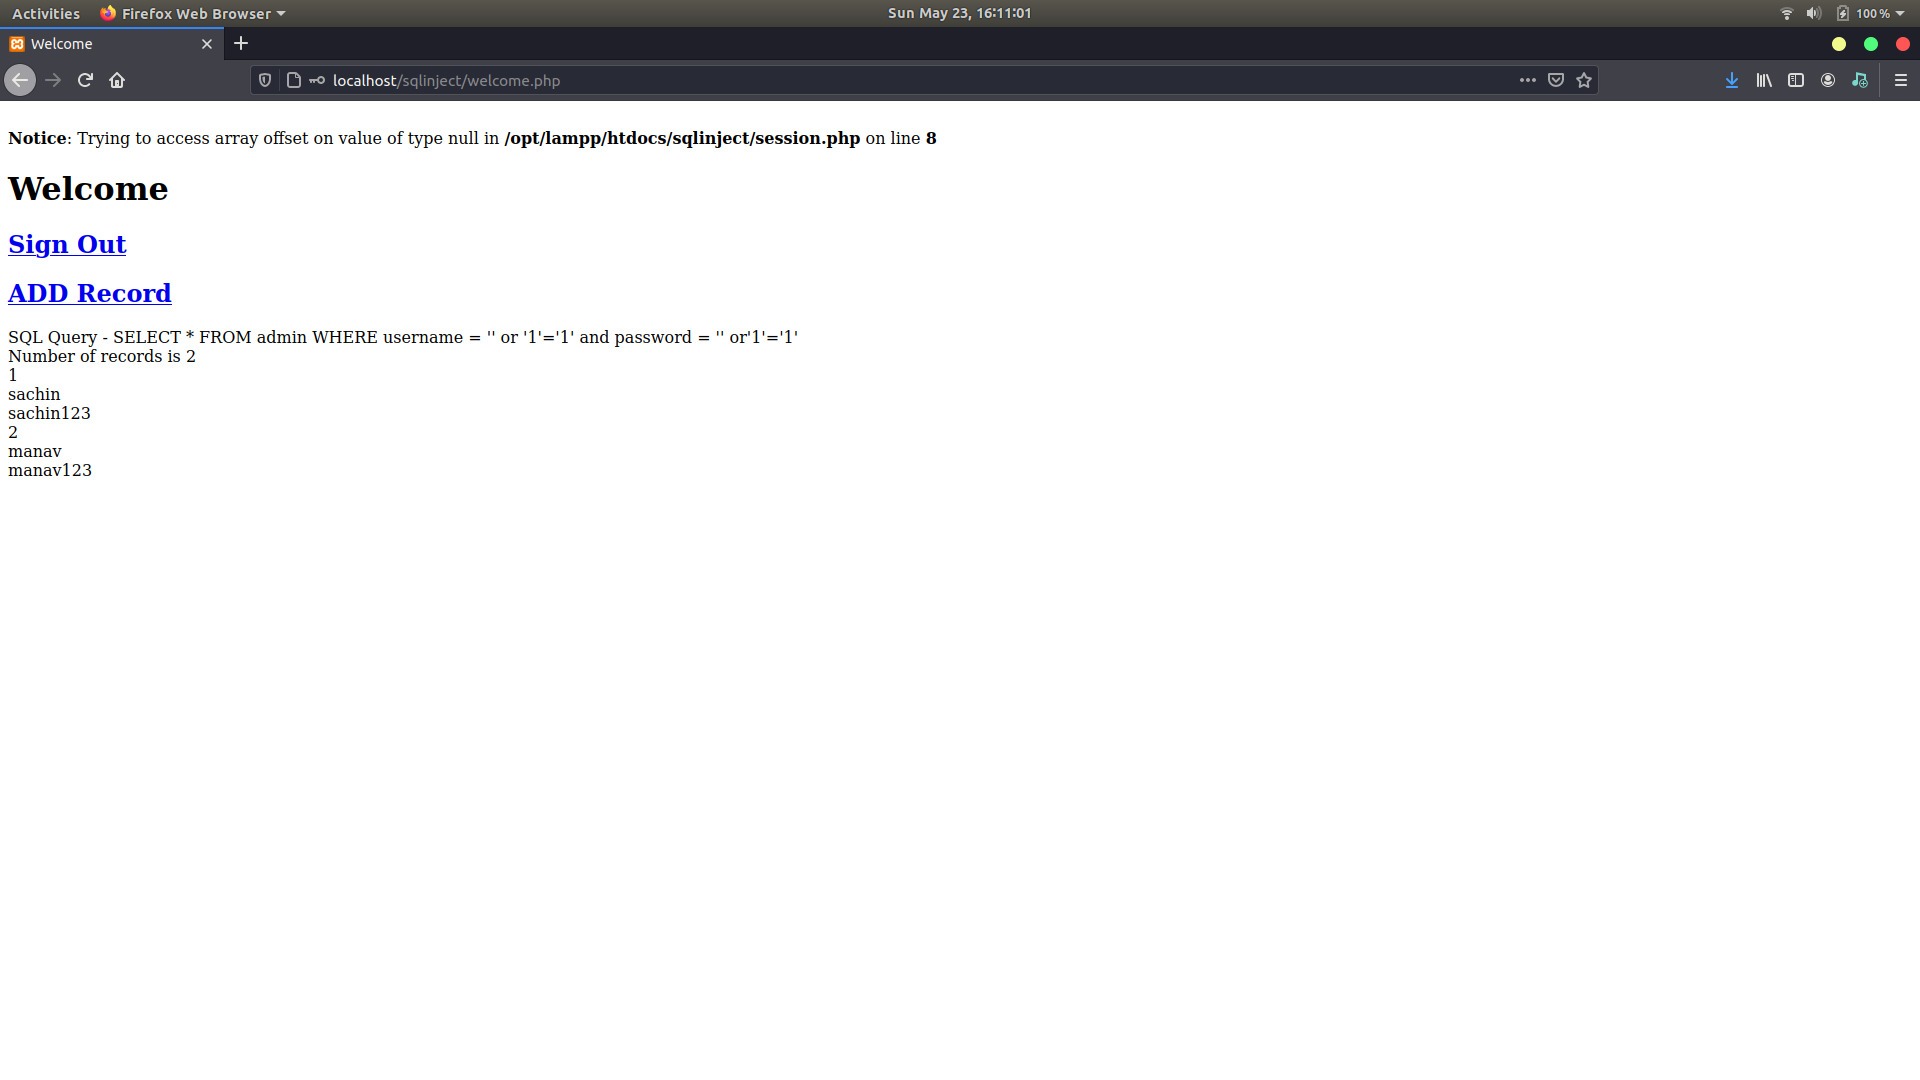 Activities Firefox Web Browser Sun May 23, 16:11:01 100 %
Welcome
localhost/sqlinject/welcome.php
Notice: Trying to access array offset on value of type null in /opt/lampp/htdocs/sqlinject/session.php on line 8
Welcome
Sign Out
ADD Record
SQL Query - SELECT * FROM admin WHERE username = '' or '1'='1' and password = '' or'1'='1'
Number of records is 2
1
sachin
sachin123
2
manav
manav123